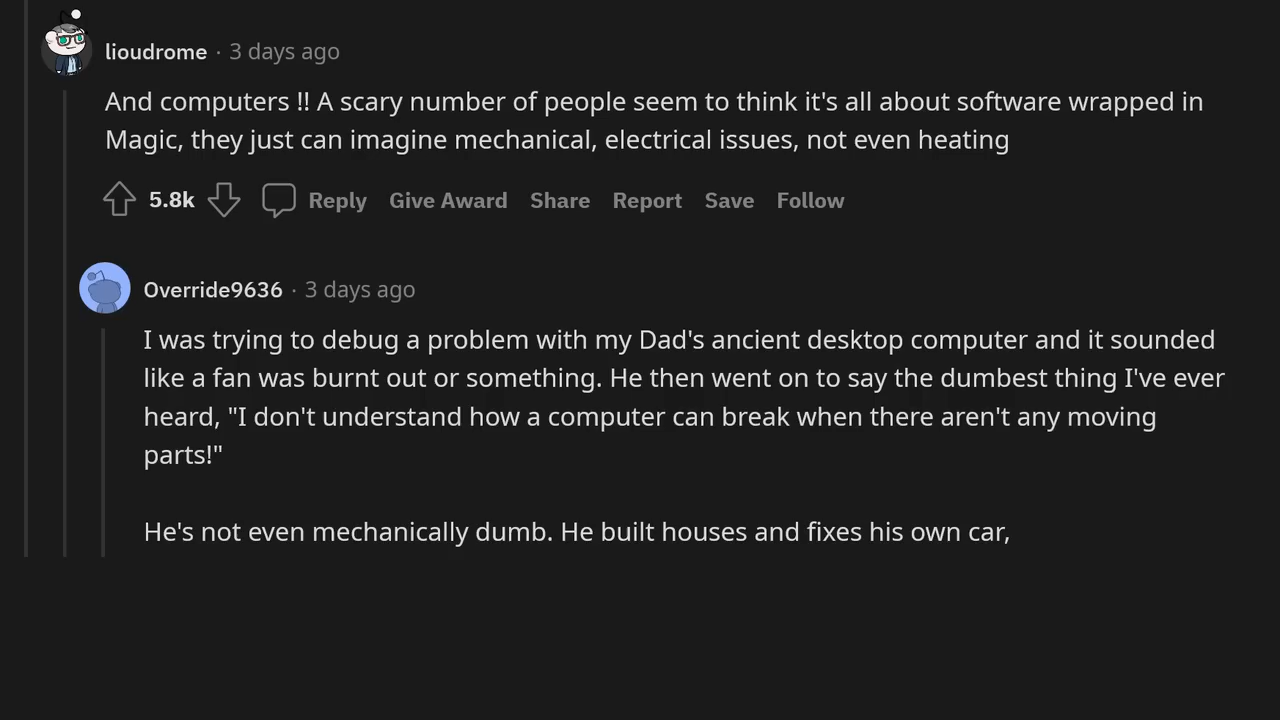 lioudrome · 3 days ago
And computers !! A scary number of people seem to think it's all about software wrapped in
Magic, they just can imagine mechanical, electrical issues, not even heating
5.8k Reply Give Award Share Report Save Follow
Override9636 · 3 days ago
I was trying to debug a problem with my Dad's ancient desktop computer and it sounded
like a fan was burnt out or something. He then went on to say the dumbest thing I've ever
heard, "I don't understand how a computer can break when there aren't any moving
parts!"
He's not even mechanically dumb. He built houses and fixes his own car,